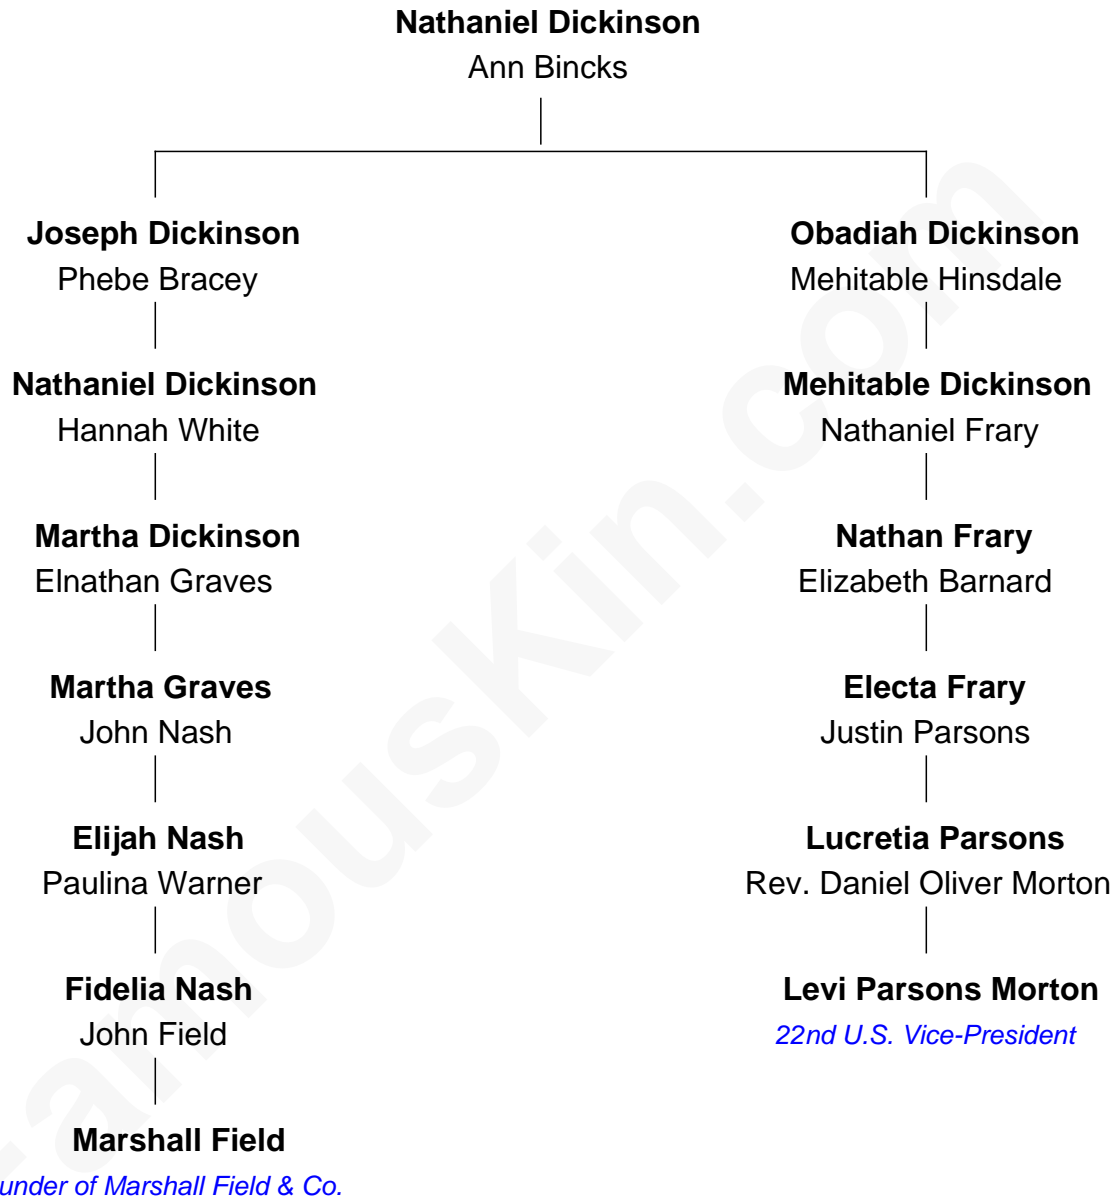 Nathaniel Dickinson
Ann Bincks
Joseph Dickinson
Phebe Bracey
Obadiah Dickinson
Mehitable Hinsdale
Nathaniel Dickinson
Hannah White
Mehitable Dickinson
Nathaniel Frary
Martha Dickinson
Elnathan Graves
Nathan Frary
Elizabeth Barnard
Martha Graves
John Nash
Electa Frary
Justin Parsons
Elijah Nash
Paulina Warner
Lucretia Parsons
Rev. Daniel Oliver Morton
Fidelia Nash
John Field
Levi Parsons Morton
22nd U.S. Vice-President
Marshall Field
under of Marshall Field & Co.
amouskin.com